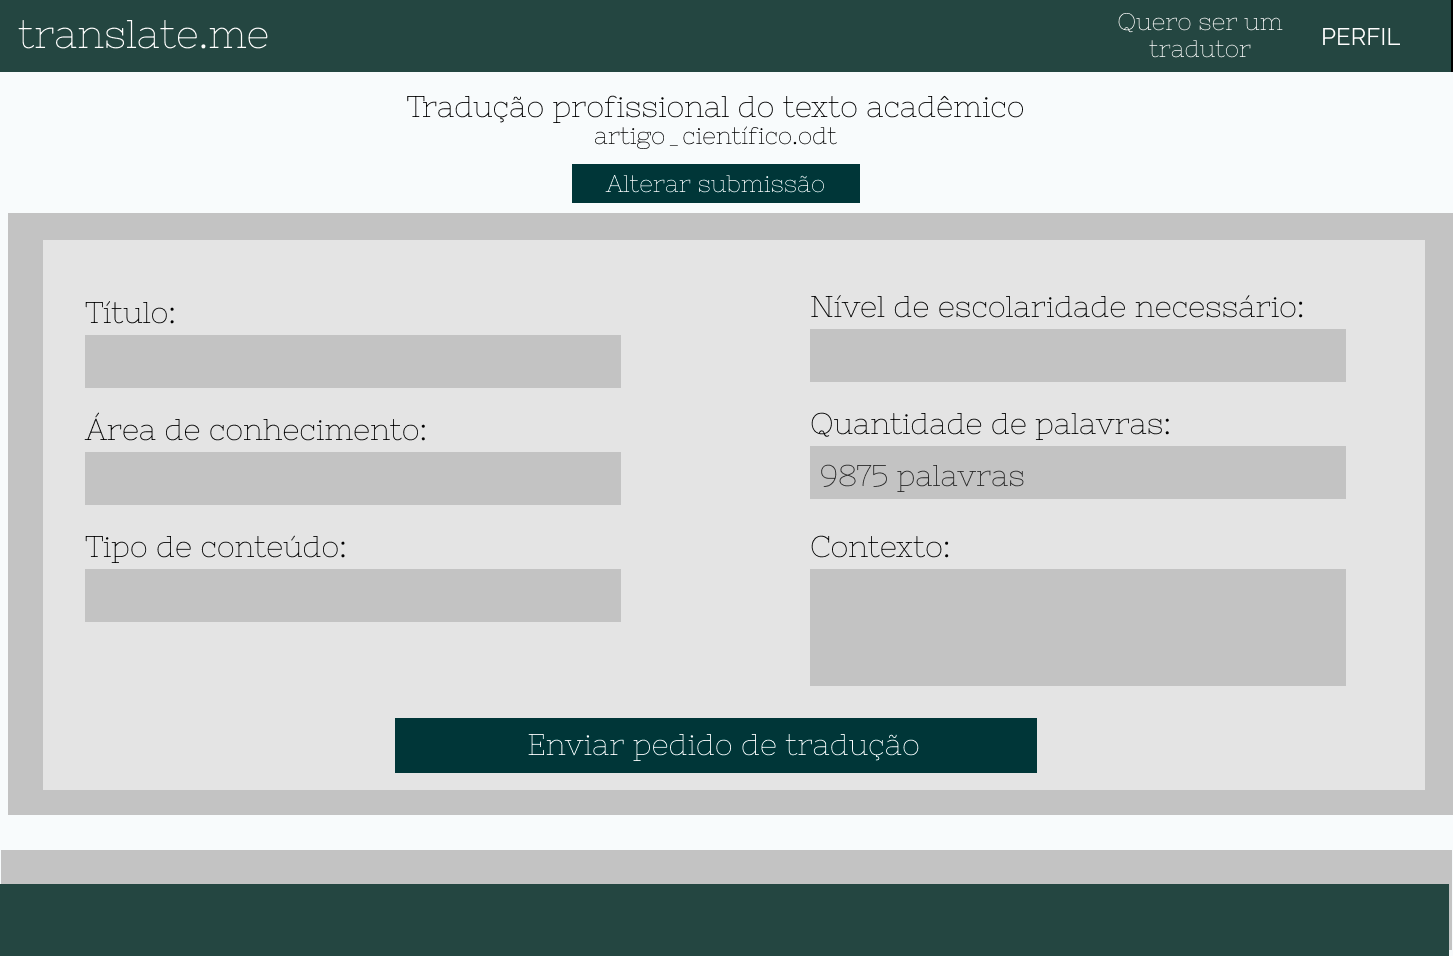 translate.me
Quero ser um
tradutor
PERFIL
Tradução profissional do texto acadêmico
artigo_científico.odt
Alterar submissão
Título:
Nível de escolaridade necessário:
Área de conhecimento:
Quantidade de palavras:
9875 palavras
Tipo de conteúdo:
Contexto:
Enviar pedido de tradução